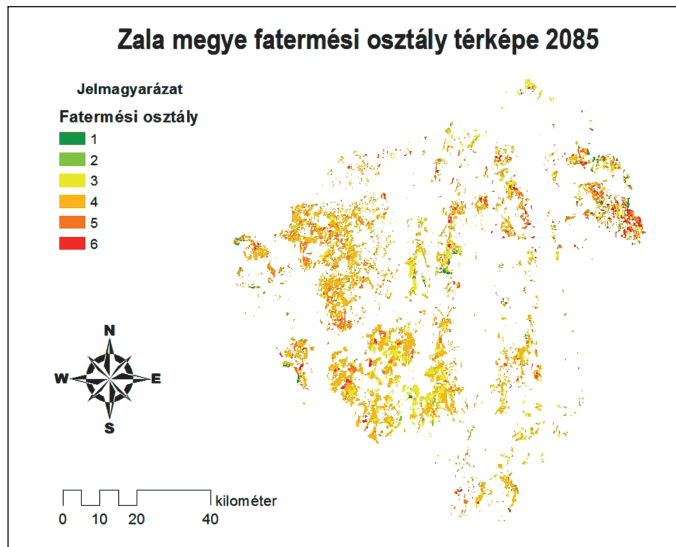 Zala megye fatermési osztály térképe 2085
Jelmagyarázat
Fatermési osztály
1
2
3
4
5
6
N
W E
S
kilométer
0 10 20 40